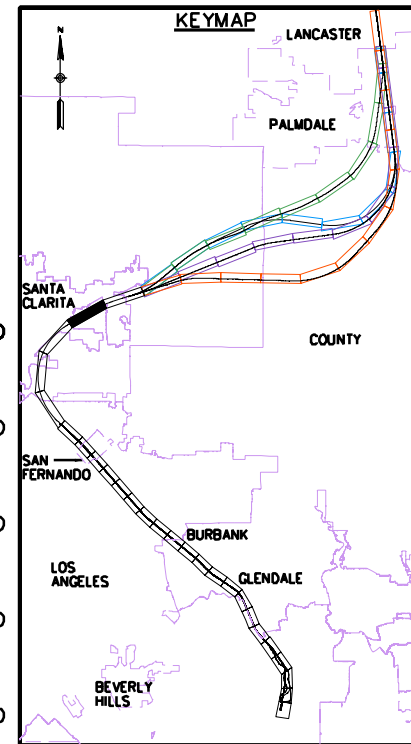 KEYMAP
N
LANCASTER
PALMDALE
SANTA
CLARITA
COUNTY
SAN
FERNANDO
BURBANK
LOS
ANGELES
GLENDALE
BEVERLY
HILLS